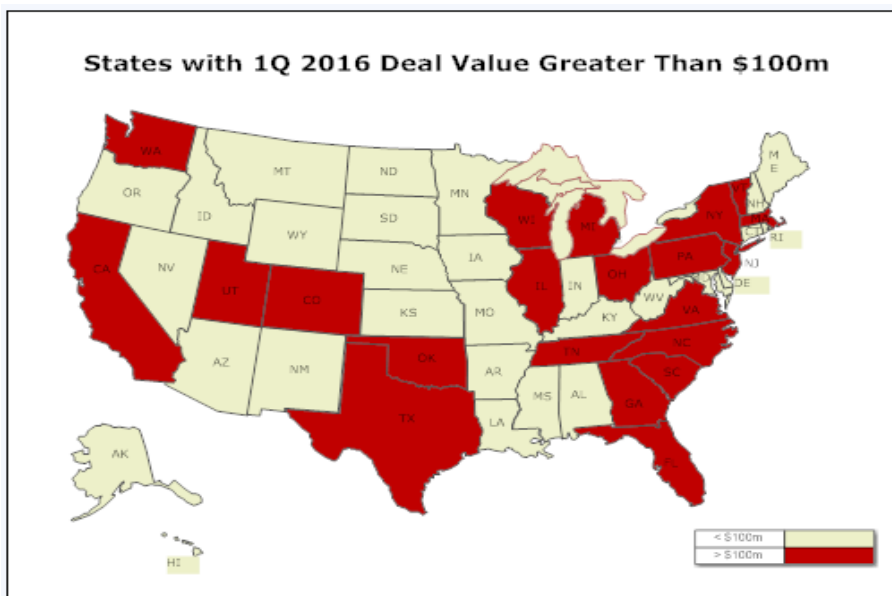 States with 1Q 2016 Deal Value Greater Than $100m
WA
MT
ND
MN
ME
OR
ID
SD
WI
MI
NY
VT
NH
MA
CT
RI
WY
IA
NE
PA
NJ
NV
UT
CO
IL
IN
OH
DE
CA
KS
MO
WV
VA
KY
AZ
NM
OK
AR
TN
NC
SC
TX
MS
AL
GA
LA
FL
AK
HI
< $100m
> $100m